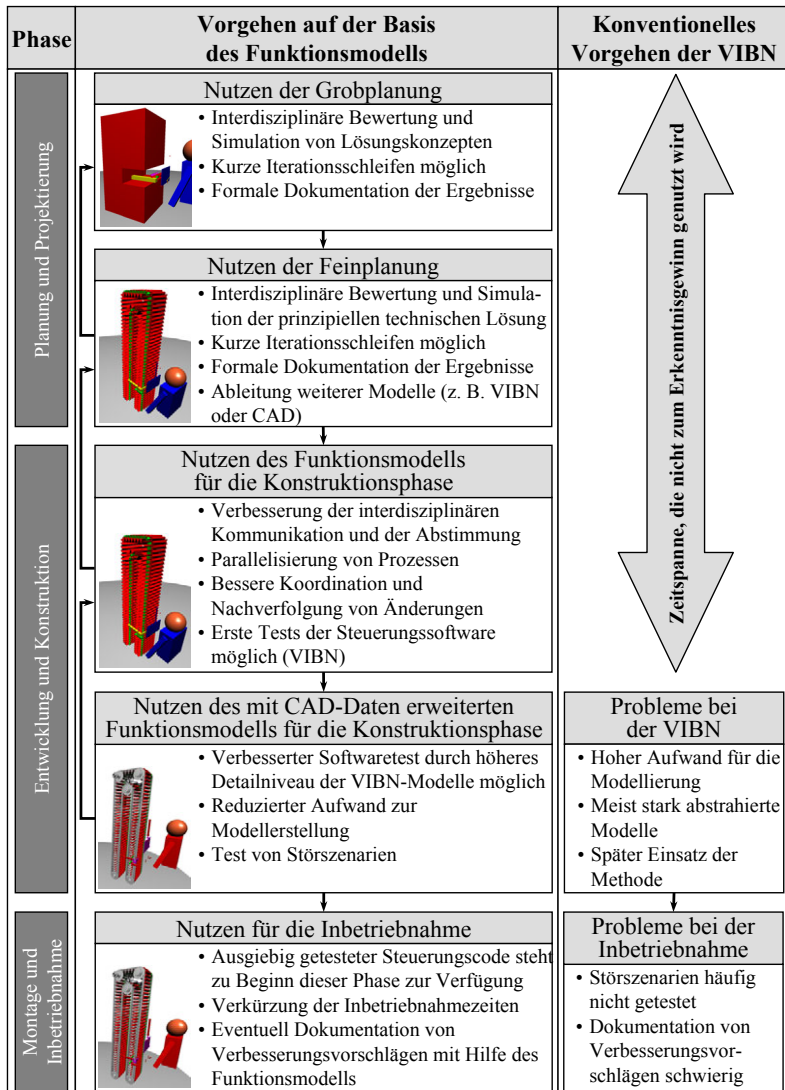 Phase
Vorgehen auf der Basis
des Funktionsmodells
Konventionelles
Vorgehen der VIBN
Planung und Projektierung
Nutzen der Grobplanung
• Interdisziplinäre Bewertung und
Simulation von Lösungskonzepten
• Kurze Iterationsschleifen möglich
• Formale Dokumentation der Ergebnisse
Nutzen der Feinplanung
• Interdisziplinäre Bewertung und Simula-
tion der prinzipiellen technischen Lösung
• Kurze Iterationsschleifen möglich
• Formale Dokumentation der Ergebnisse
• Ableitung weiterer Modelle (z. B. VIBN
oder CAD)
Zeitspanne, die nicht zum Erkenntnisgewinn genutzt wird
Entwicklung und Konstruktion
Nutzen des Funktionsmodells
für die Konstruktionsphase
• Verbesserung der interdisziplinären
Kommunikation und der Abstimmung
• Parallelisierung von Prozessen
• Bessere Koordination und
Nachverfolgung von Änderungen
• Erste Tests der Steuerungssoftware
möglich (VIBN)
Nutzen des mit CAD-Daten erweiterten
Funktionsmodells für die Konstruktionsphase
• Verbesserter Softwaretest durch höheres
Detailniveau der VIBN-Modelle möglich
• Reduzierter Aufwand zur
Modellerstellung
• Test von Störszenarien
Probleme bei
der VIBN
• Hoher Aufwand für die
Modellierung
• Meist stark abstrahierte
Modelle
• Später Einsatz der
Methode
Montage und
Inbetriebnahme
Nutzen für die Inbetriebnahme
• Ausgiebig getesteter Steuerungscode steht
zu Beginn dieser Phase zur Verfügung
• Verkürzung der Inbetriebnahmezeiten
• Eventuell Dokumentation von
Verbesserungsvorschlägen mit Hilfe des
Funktionsmodells
Probleme bei der
Inbetriebnahme
• Störszenarien häufig
nicht getestet
• Dokumentation von
Verbesserungsvor-
schlägen schwierig